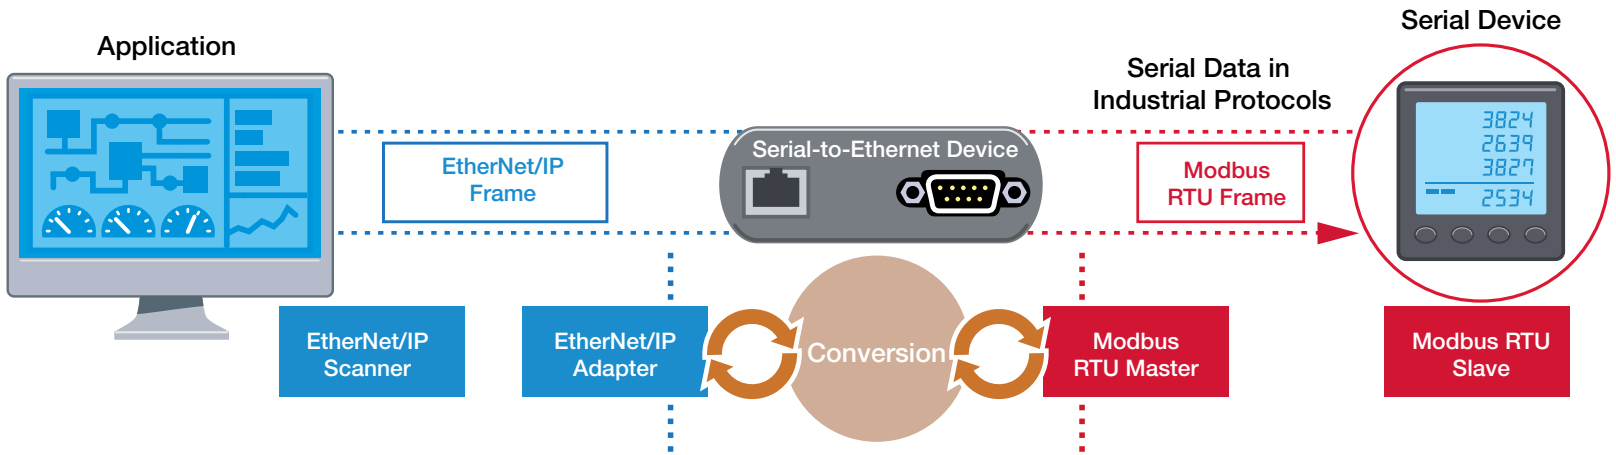 Application
Serial Data in
Industrial Protocols
Serial Device
EtherNet/IP
Frame
Serial-to-Ethernet Device
Modbus
RTU Frame
3824
2639
3827
2534
EtherNet/IP
Scanner
EtherNet/IP
Adapter
Conversion
Modbus
RTU Master
Modbus RTU
Slave